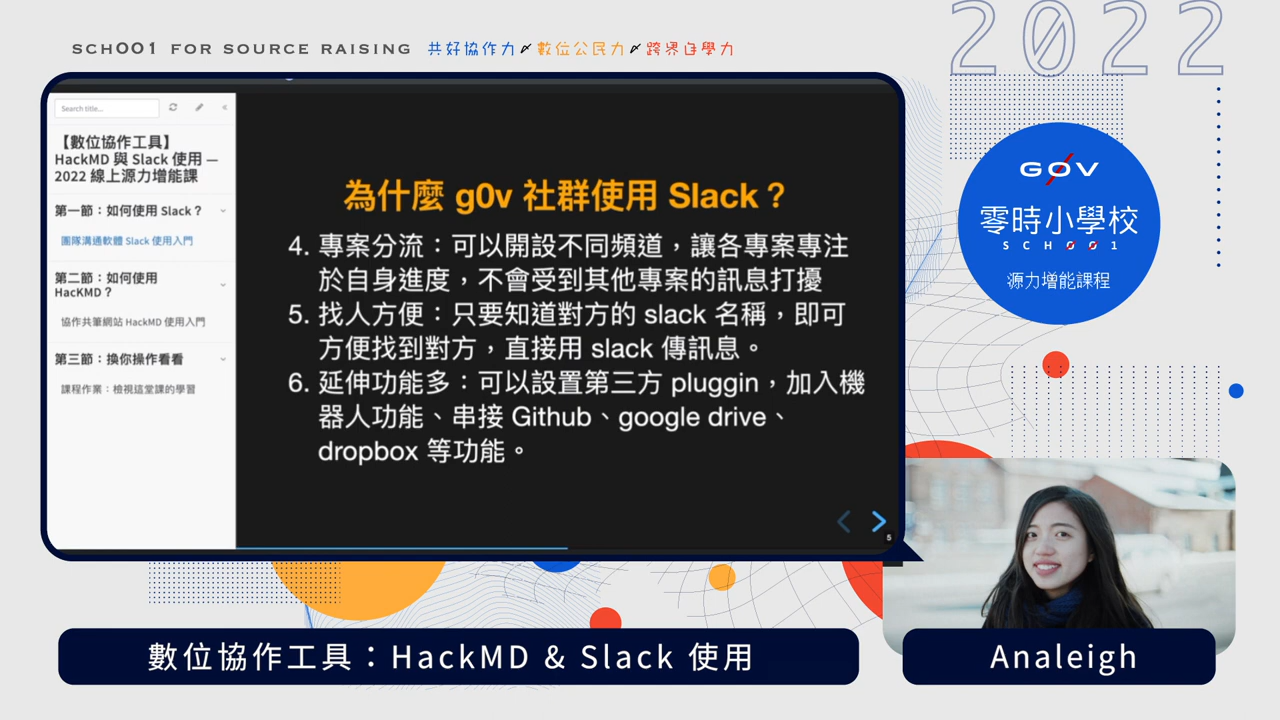 SCH001 FOR SOURCE RAISING 共好協作力 數位公民力 跨界自學力
2022
Search title...
【數位協作工具】
HackMD 與 Slack 使用 —
2022 線上源力增能課
第一節：如何使用 Slack？
團隊溝通軟體 Slack 使用入門
第二節：如何使用
HacKMD？
協作共筆網站 HackMD 使用入門
第三節：換你操作看看
課程作業：檢視這堂課的學習
為什麼 g0v 社群使用 Slack？
4. 專案分流：可以開設不同頻道，讓各專案專注
於自身進度，不會受到其他專案的訊息打擾
5. 找人方便：只要知道對方的 slack 名稱，即可
方便找到對方，直接用 slack 傳訊息。
6. 延伸功能多：可以設置第三方 pluggin，加入機
器人功能、串接 Github、google drive、
dropbox 等功能。
5
G0V
零時小學校
SCH001
源力增能課程
數位協作工具：HackMD & Slack 使用
Analeigh